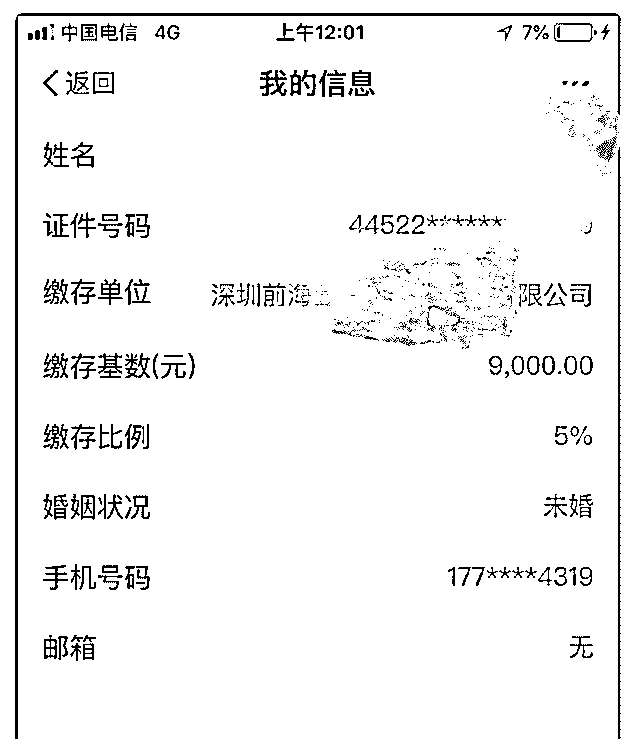 中国电信 4G 上午12:01 7%
返回 我的信息
姓名
证件号码 44522******
缴存单位 深圳前海 限公司
缴存基数(元) 9,000.00
缴存比例 5%
婚姻状况 未婚
手机号码 177****4319
邮箱 无